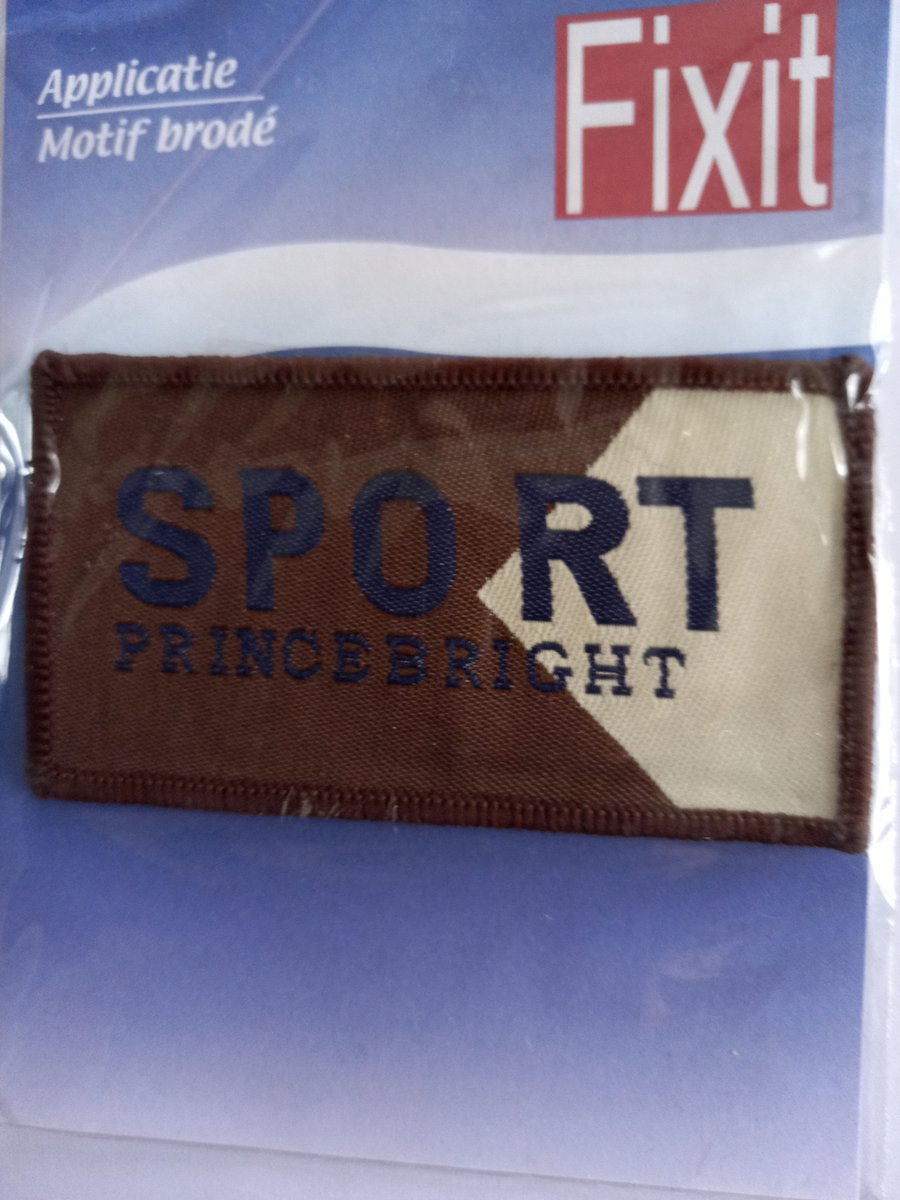 Applicatie
Motif brodé
Fixit
SPORT
PRINCEBRIGHT